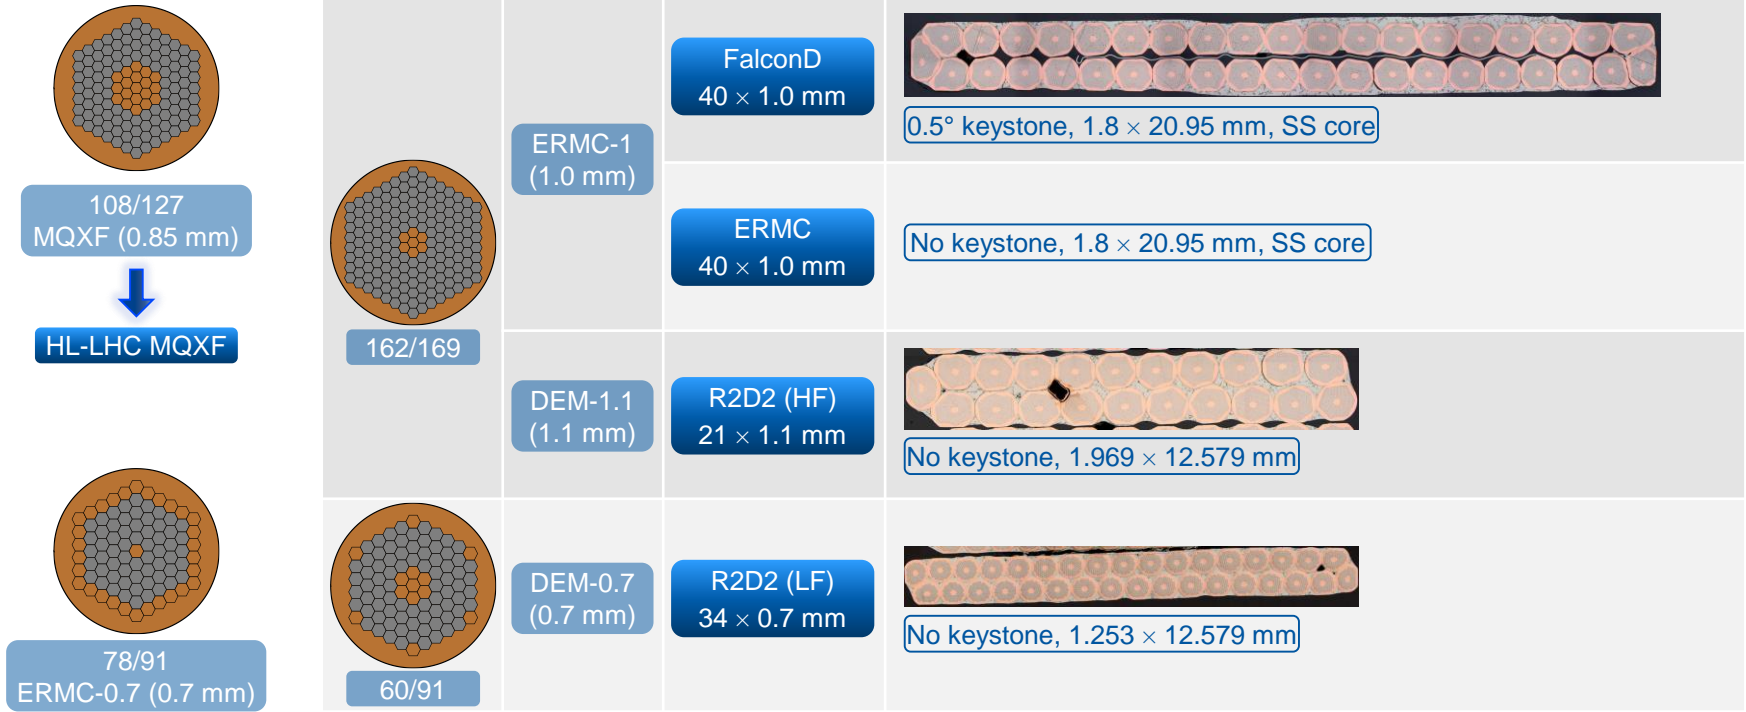 108/127
MQXF (0.85 mm)
HL-LHC MQXF
78/91
ERMC-0.7 (0.7 mm)
162/169
60/91
ERMC-1
(1.0 mm)
FalconD
40 × 1.0 mm
0.5° keystone, 1.8 × 20.95 mm, SS core
ERMC
40 × 1.0 mm
No keystone, 1.8 × 20.95 mm, SS core
DEM-1.1
(1.1 mm)
R2D2 (HF)
21 × 1.1 mm
No keystone, 1.969 × 12.579 mm
DEM-0.7
(0.7 mm)
R2D2 (LF)
34 × 0.7 mm
No keystone, 1.253 × 12.579 mm